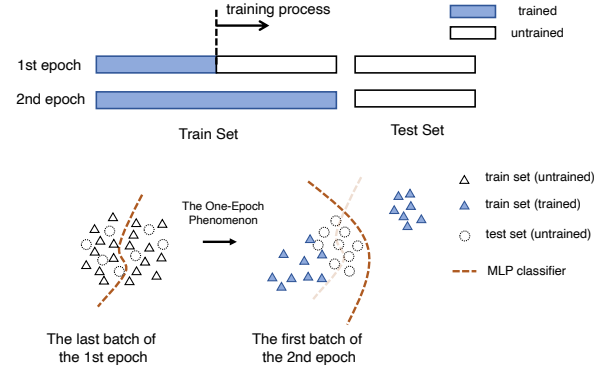 training process
trained
untrained
1st epoch
2nd epoch
Train Set
Test Set
The One-Epoch
Phenomenon
train set (untrained)
train set (trained)
test set (untrained)
MLP classifier
The last batch of
the 1st epoch
The first batch of
the 2nd epoch